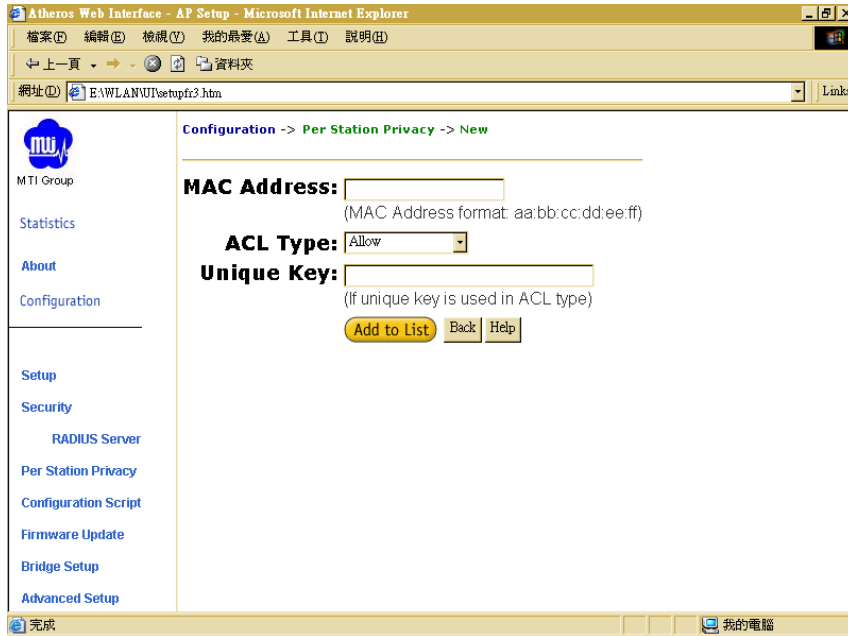 Atheros Web Interface - AP Setup - Microsoft Internet Explorer
檔案(F) 編輯(E) 檢視(V) 我的最愛(A) 工具(T) 說明(H)
上一頁 資料夾
網址(D) E:\WLAN\UI\setupfr3.htm Links
mti
MTI Group
Statistics
About
Configuration
Setup
Security
RADIUS Server
Per Station Privacy
Configuration Script
Firmware Update
Bridge Setup
Advanced Setup
Configuration -> Per Station Privacy -> New
MAC Address:
(MAC Address format: aa:bb:cc:dd:ee:ff)
ACL Type: Allow
Unique Key:
(If unique key is used in ACL type)
Add to List Back Help
完成 我的電腦